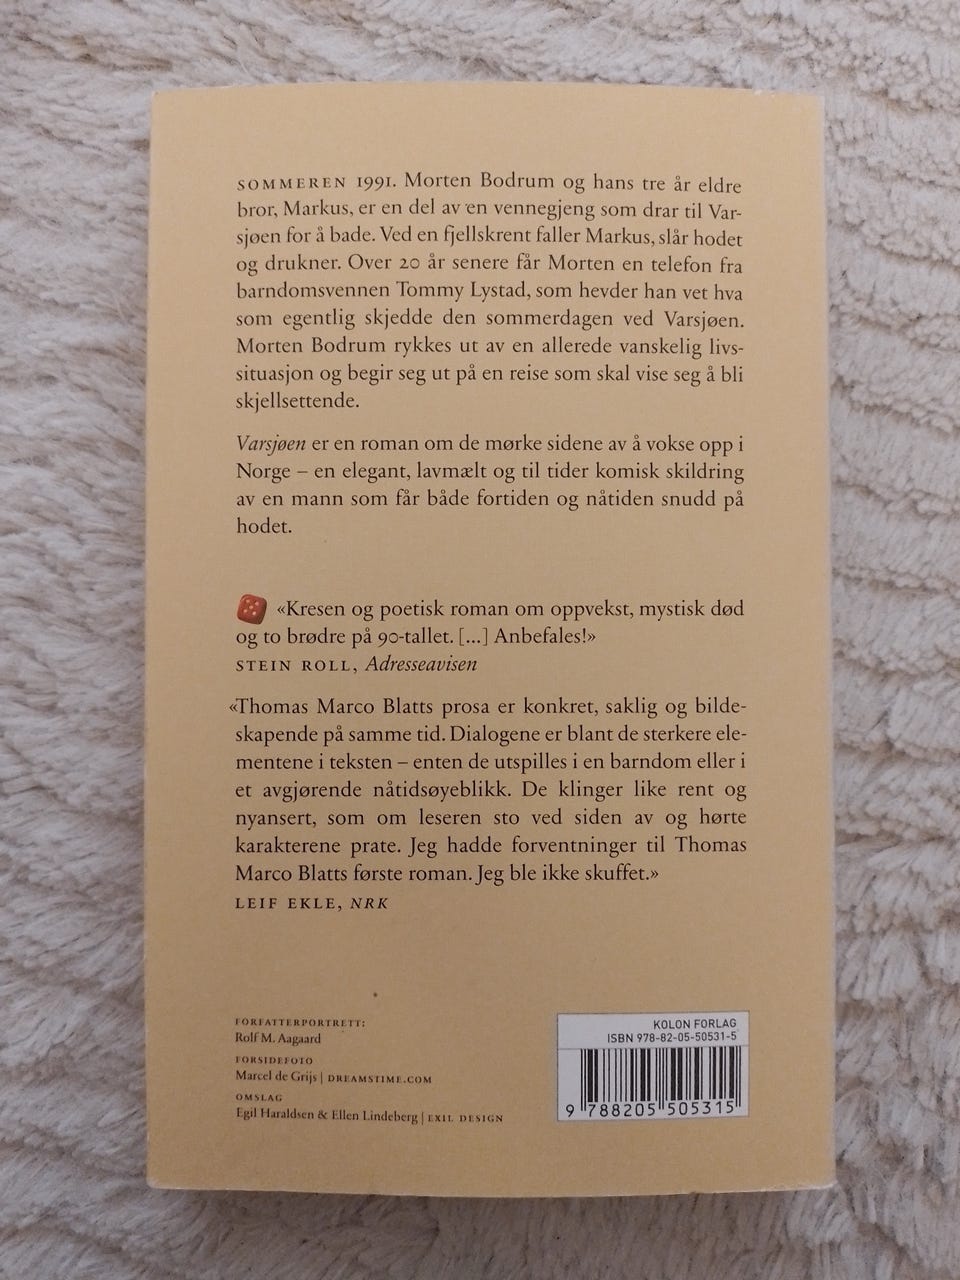 SOMMEREN 1991. Morten Bodrum og hans tre år eldre
bror, Markus, er en del av en vennegjeng som drar til Var-
sjøen for å bade. Ved en fjellskrent faller Markus, slår hodet
og drukner. Over 20 år senere får Morten en telefon fra
barndomsvennen Tommy Lystad, som hevder han vet hva
som egentlig skjedde den sommerdagen ved Varsjøen.
Morten Bodrum rykkes ut av en allerede vanskelig livs-
situasjon og begir seg ut på en reise som skal vise seg å bli
skjellsettende.
Varsjøen er en roman om de mørke sidene av å vokse opp i
Norge – en elegant, lavmælt og til tider komisk skildring
av en mann som får både fortiden og nåtiden snudd på
hodet.
«Kresen og poetisk roman om oppvekst, mystisk død
og to brødre på 90-tallet. [...] Anbefales!»
STEIN ROLL, Adresseavisen
«Thomas Marco Blatts prosa er konkret, saklig og bilde-
skapende på samme tid. Dialogene er blant de sterkere ele-
mentene i teksten – enten de utspilles i en barndom eller i
et avgjørende nåtidsøyeblikk. De klinger like rent og
nyansert, som om leseren sto ved siden av og hørte
karakterene prate. Jeg hadde forventninger til Thomas
Marco Blatts første roman. Jeg ble ikke skuffet.»
LEIF EKLE, NRK
FORFATTERPORTRETT:
Rolf M. Aagaard
FORSIDEFOTO
Marcel de Grijs | DREAMSTIME.COM
OMSLAG
Egil Haraldsen & Ellen Lindeberg | EXIL DESIGN
KOLON FORLAG
ISBN 978-82-05-50531-5
9 788205 505315